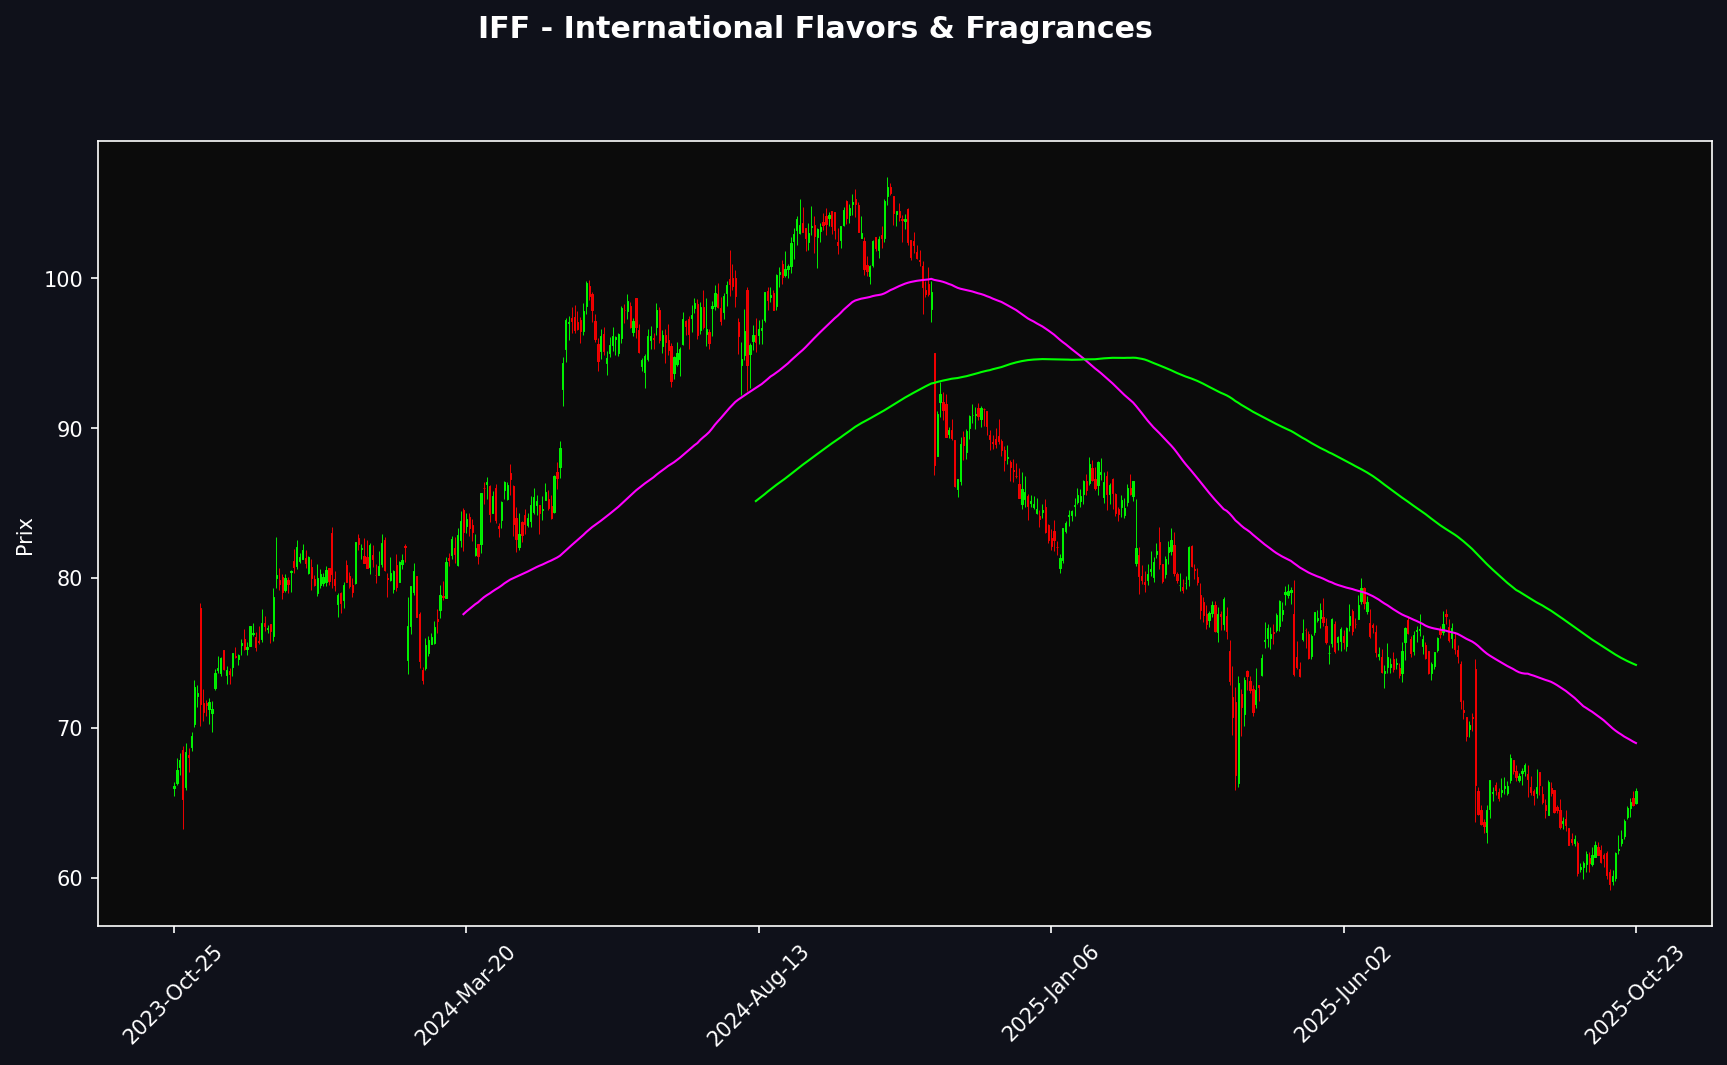 IFF - International Flavors & Fragrances
Prix
100
90
80
70
60
2023-Oct-25
2024-Mar-20
2024-Aug-13
2025-Jan-06
2025-Jun-02
2025-Oct-23